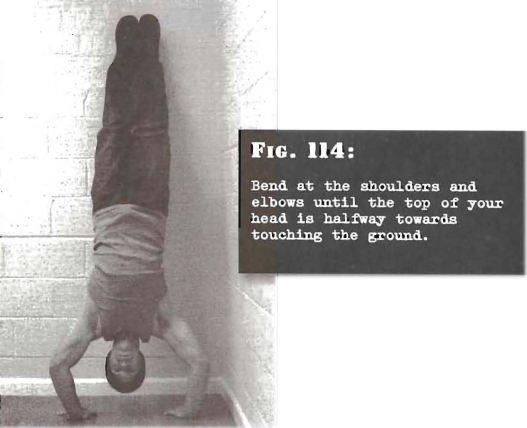 FIG. 114:
Bend at the shoulders and
elbows until the top of your
head is halfway towards
touching the ground.